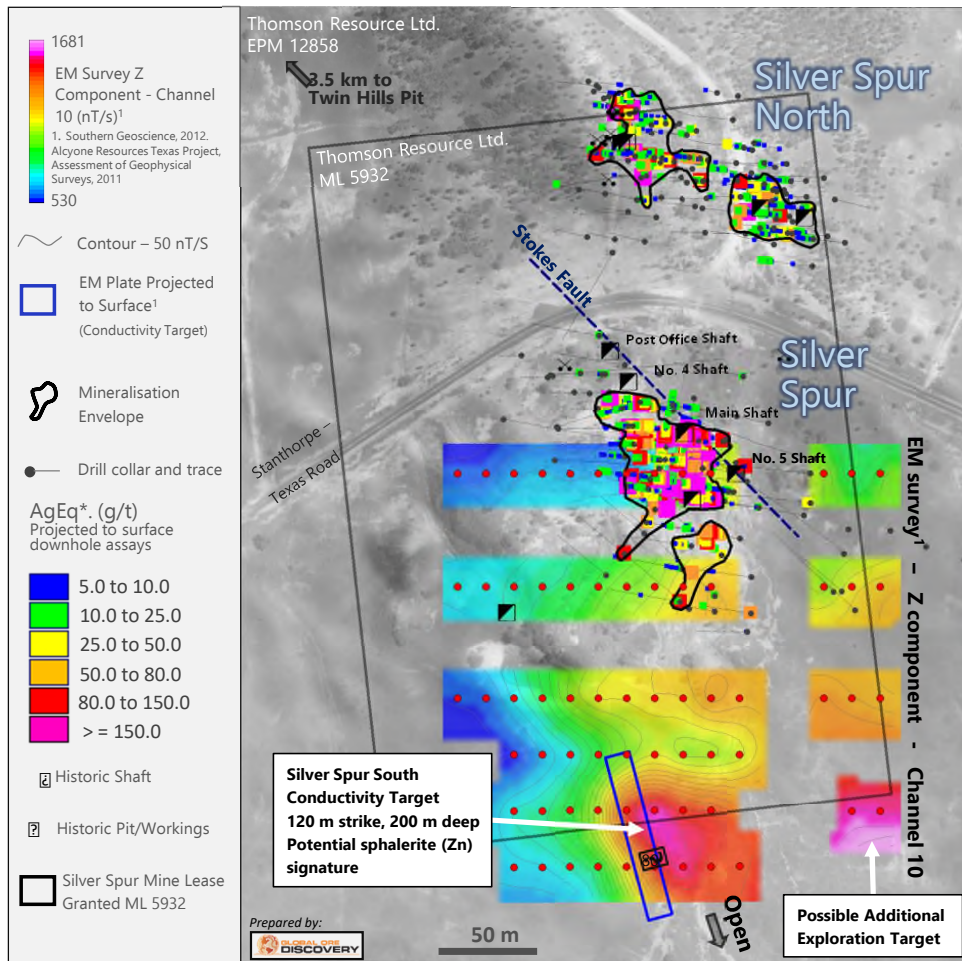 1681
EM Survey Z
Component - Channel
10 (nT/s)¹
1. Southern Geoscience, 2012.
Alcyone Resources Texas Project,
Assessment of Geophysical
Surveys, 2011
530
Contour – 50 nT/S
EM Plate Projected
to Surface¹
(Conductivity Target)
Mineralisation
Envelope
Drill collar and trace
AgEq*. (g/t)
Projected to surface
downhole assays
5.0 to 10.0
10.0 to 25.0
25.0 to 50.0
50.0 to 80.0
80.0 to 150.0
> = 150.0
Historic Shaft
Historic Pit/Workings
Silver Spur Mine Lease
Granted ML 5932
Thomson Resource Ltd.
EPM 12858
3.5 km to
Twin Hills Pit
Thomson Resource Ltd.
ML 5932
Silver Spur
North
Stokes Fault
Post Office Shaft
No. 4 Shaft
Silver
Spur
Main Shaft
No. 5 Shaft
Stanthorpe –
Texas Road
EM survey¹ – Z component - Channel 10
Silver Spur South
Conductivity Target
120 m strike, 200 m deep
Potential sphalerite (Zn)
signature
Open
Possible Additional
Exploration Target
Prepared by:
GLOBAL ORE
DISCOVERY
50 m